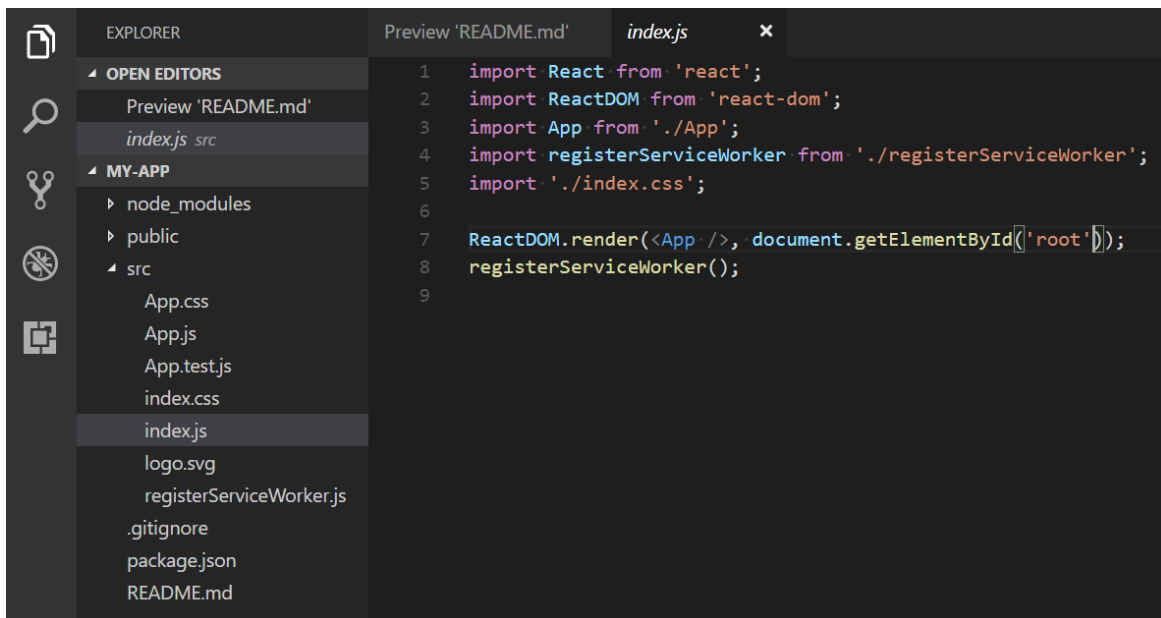 EXPLORER
OPEN EDITORS
Preview 'README.md'
index.js src
MY-APP
node_modules
public
src
App.css
App.js
App.test.js
index.css
index.js
logo.svg
registerServiceWorker.js
.gitignore
package.json
README.md
Preview 'README.md' index.js
1 import React from 'react';
2 import ReactDOM from 'react-dom';
3 import App from './App';
4 import registerServiceWorker from './registerServiceWorker';
5 import './index.css';
6
7 ReactDOM.render(<App />, document.getElementById('root'));
8 registerServiceWorker();
9